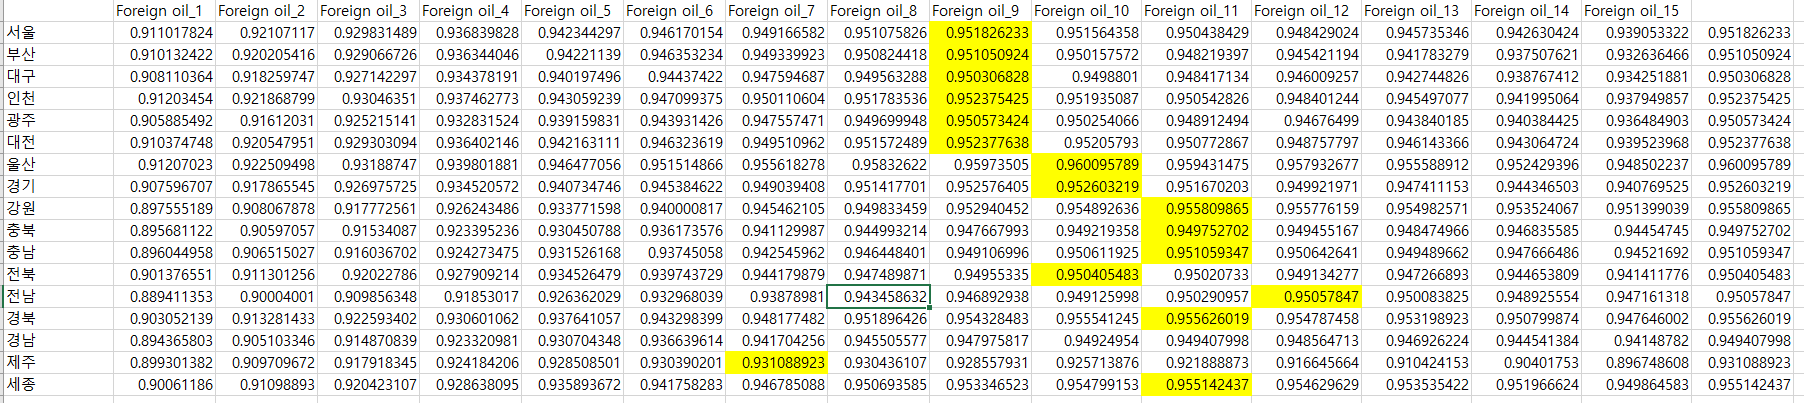 Foreign oil_1 Foreign oil_2 Foreign oil_3 Foreign oil_4 Foreign oil_5 Foreign oil_6 Foreign oil_7 Foreign oil_8 Foreign oil_9 Foreign oil_10 Foreign oil_11 Foreign oil_12 Foreign oil_13 Foreign oil_14 Foreign oil_15
서울 0.911017824 0.92107117 0.929831489 0.936839828 0.942344297 0.946170154 0.949166582 0.951075826 0.951826233 0.951564358 0.950438429 0.948429024 0.945735346 0.942630424 0.939053322 0.951826233
부산 0.910132422 0.920205416 0.929066726 0.936344046 0.94221139 0.946353234 0.949339923 0.950824418 0.951050924 0.950157572 0.948219397 0.945421194 0.941783279 0.937507621 0.932636466 0.951050924
대구 0.908110364 0.918259747 0.927142297 0.934378191 0.940197496 0.94437422 0.947594687 0.949563288 0.950306828 0.9498801 0.948417134 0.946009257 0.942744826 0.938767412 0.934251881 0.950306828
인천 0.91203454 0.921868799 0.93046351 0.937462773 0.943059239 0.947099375 0.950110604 0.951783536 0.952375425 0.951935087 0.950542826 0.948401244 0.945497077 0.941995064 0.937949857 0.952375425
광주 0.905885492 0.91612031 0.925215141 0.932831524 0.939159831 0.943931426 0.947557471 0.949699948 0.950573424 0.950254066 0.948912494 0.94676499 0.943840185 0.940384425 0.936484903 0.950573424
대전 0.910374748 0.920547951 0.929303094 0.936402146 0.942163111 0.946323619 0.949510962 0.951572489 0.952377638 0.95205793 0.950772867 0.948757797 0.946143366 0.943064724 0.939523968 0.952377638
울산 0.91207023 0.922509498 0.93188747 0.939801881 0.946477056 0.951514866 0.955618278 0.95832622 0.95973505 0.960095789 0.959431475 0.957932677 0.955588912 0.952429396 0.948502237 0.960095789
경기 0.907596707 0.917865545 0.926975725 0.934520572 0.940734746 0.945384622 0.949039408 0.951417701 0.952576405 0.952603219 0.951670203 0.949921971 0.947411153 0.944346503 0.940769525 0.952603219
강원 0.897555189 0.908067878 0.917772561 0.926243486 0.933771598 0.940000817 0.945462105 0.949833459 0.952940452 0.954892636 0.955809865 0.955776159 0.954982571 0.953524067 0.951399039 0.955809865
충북 0.895681122 0.90597057 0.91534087 0.923395236 0.930450788 0.936173576 0.941129987 0.944993214 0.947667993 0.949219358 0.949752702 0.949455167 0.948474966 0.946835585 0.94454745 0.949752702
충남 0.896044958 0.906515027 0.916036702 0.924273475 0.931526168 0.93745058 0.942545962 0.946448401 0.949106996 0.950611925 0.951059347 0.950642641 0.949489662 0.947666486 0.94521692 0.951059347
전북 0.901376551 0.911301256 0.92022786 0.927909214 0.934526479 0.939743729 0.944179879 0.947489871 0.94955335 0.950405483 0.95020733 0.949134277 0.947266893 0.944653809 0.941411776 0.950405483
전남 0.889411353 0.90004001 0.909856348 0.91853017 0.926362029 0.932968039 0.93878981 0.943458632 0.946892938 0.949125998 0.950290957 0.95057847 0.950083825 0.948925554 0.947161318 0.95057847
경북 0.903052139 0.913281433 0.922593402 0.930601062 0.937641057 0.943298399 0.948177482 0.951896426 0.954328483 0.955541245 0.955626019 0.954787458 0.953198923 0.950799874 0.947646002 0.955626019
경남 0.894365803 0.905103346 0.914870839 0.923320981 0.930704348 0.936639614 0.941704256 0.945505577 0.947975817 0.94924954 0.949407998 0.948564713 0.946926224 0.944541384 0.94148782 0.949407998
제주 0.899301382 0.909709672 0.917918345 0.924184206 0.928508501 0.930390201 0.931088923 0.930436107 0.928557931 0.925713876 0.921888873 0.916645664 0.910424153 0.90401753 0.896748608 0.931088923
세종 0.90061186 0.91098893 0.920423107 0.928638095 0.935893672 0.941758283 0.946785088 0.950693585 0.953346523 0.954799153 0.955142437 0.954629629 0.953535422 0.951966624 0.949864583 0.955142437